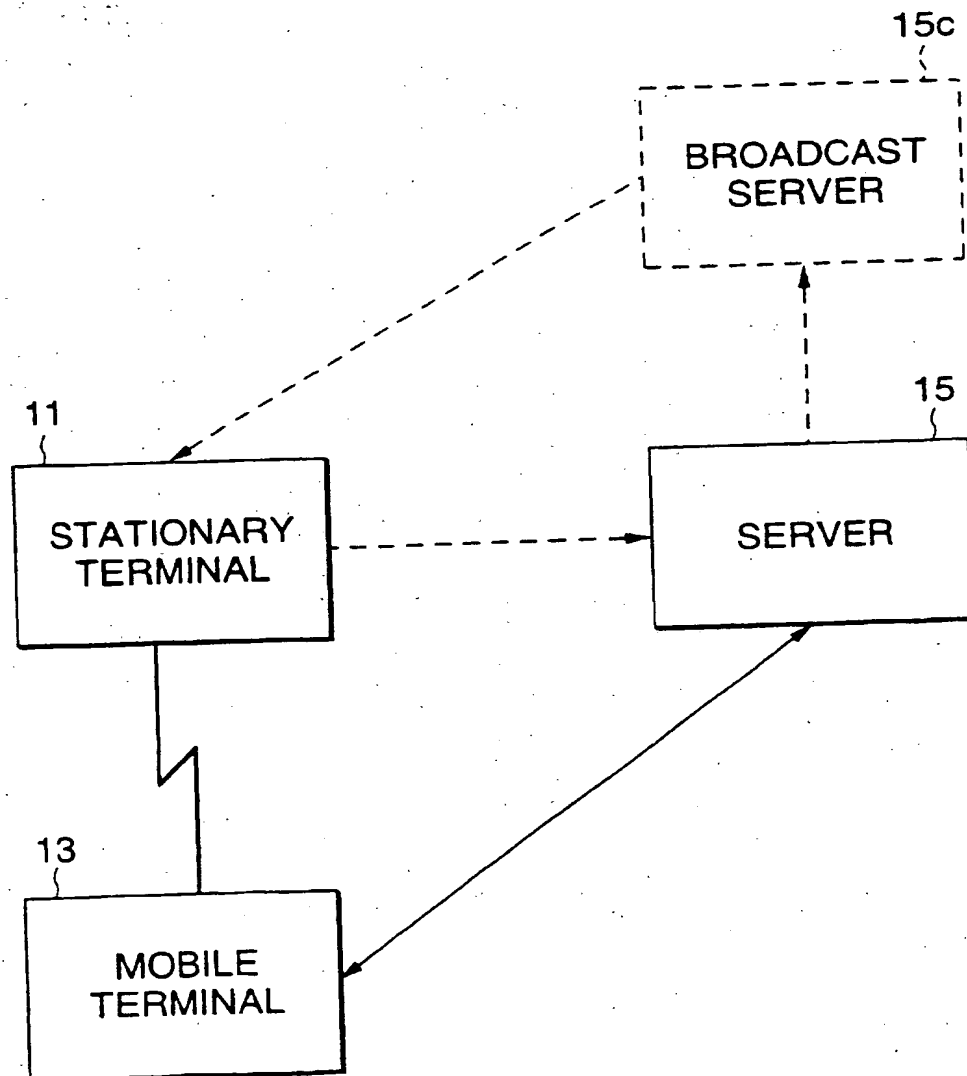 15c
BROADCAST
SERVER
11
STATIONARY
TERMINAL
15
SERVER
13
MOBILE
TERMINAL